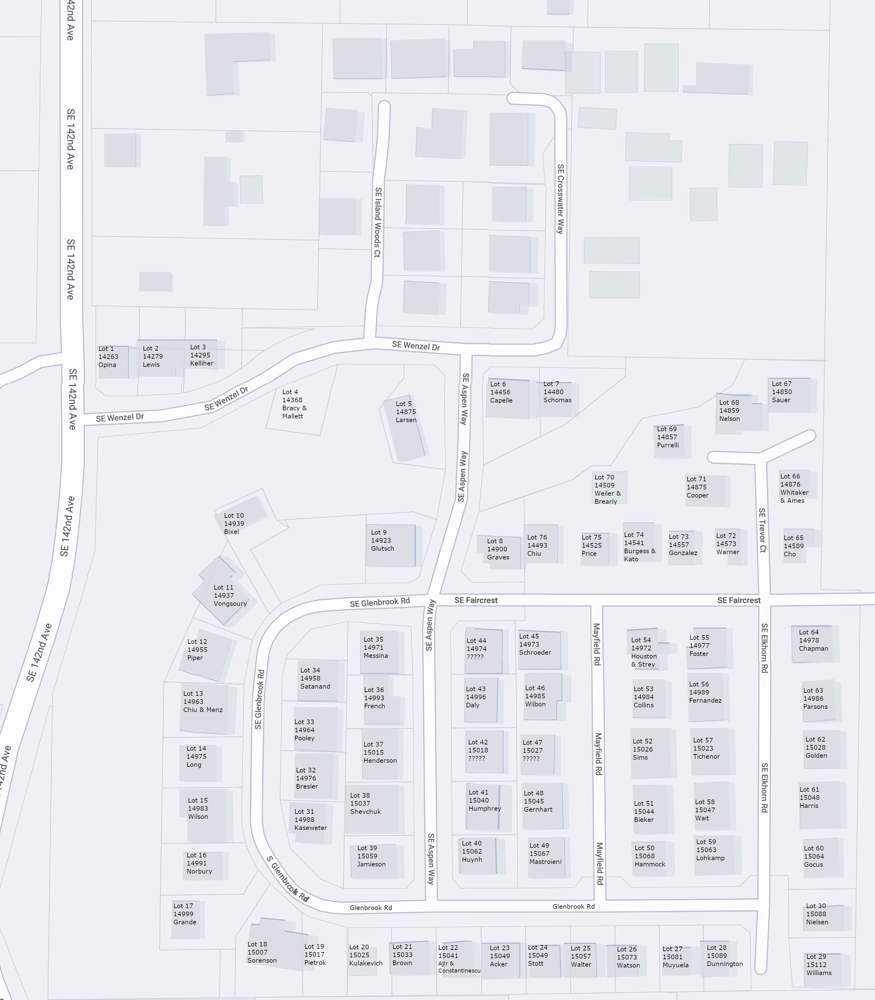 42nd Ave
SE 142nd Ave
SE 142nd Ave
SE Island Woods Ct
SE Crosswater Way
SE Wenzel Dr
Lot 1
14263
Opina
Lot 2
14279
Lewis
Lot 3
14295
Kelliher
SE 142nd Ave
SE Wenzel Dr
SE Wenzel Dr
Lot 4
14368
Bracy &
Mallett
Lot 5
14875
Larsen
SE Aspen Way
SE Aspen Way
Lot 6
14456
Capelle
Lot 7
14480
Schomas
Lot 67
14850
Sauer
Lot 68
14859
Nelson
Lot 69
14857
Purrelli
Lot 70
14509
Weiler &
Brearly
Lot 71
14875
Cooper
Lot 66
14876
Whitaker
& Ames
SE 142nd Ave
Lot 10
14939
Bixel
Lot 9
14923
Glutsch
Lot 8
14900
Graves
Lot 76
14493
Chiu
Lot 75
14525
Price
Lot 74
14541
Burgess &
Kato
Lot 73
14557
Gonzalez
Lot 72
14573
Warner
SE Trevor Ct
Lot 65
14589
Cho
Lot 11
14937
Vongsoury
SE Glenbrook Rd
SE Faircrest
SE Faircrest
SE Asden Way
SE 142nd Ave
Lot 12
14955
Piper
Lot 35
14971
Messina
Lot 44
14974
?????
Lot 45
14973
Schroeder
Mayfield Rd
Lot 54
14972
Houston
& Strey
Lot 55
14977
Foster
SE Elkhorn Rd
Lot 64
14978
Chapman
Lot 34
14958
Satanand
SE Glenbrook Rd
Lot 13
14963
Chiu & Menz
Lot 36
14993
French
Lot 43
14996
Daly
Lot 46
14985
Wilbon
Lot 53
14984
Collins
Lot 56
14989
Fernandez
Lot 63
14986
Parsons
Lot 33
14964
Pooley
142nd Ave
Lot 14
14975
Long
Lot 37
15015
Henderson
Lot 42
15018
?????
Lot 47
15027
?????
Mayfield Rd
Lot 52
15026
Sims
Lot 57
15023
Tichenor
SE Elkhorn Rd
Lot 62
15028
Golden
Lot 32
14976
Bresler
Lot 15
14983
Wilson
Lot 38
15037
Shevchuk
Lot 41
15040
Humphrey
Lot 48
15045
Gernhart
Lot 51
15044
Bieker
Lot 58
15047
Wait
Lot 61
15048
Harris
Lot 31
14988
Kaseweter
Lot 16
14991
Norbury
S Glembrook Rd
Lot 39
15059
Jamieson
SE Aspen Way
Lot 40
15062
Huynh
Lot 49
15067
Mastroieni
Mayfield Rd
Lot 50
15068
Hammock
Lot 59
15063
Lohkamp
Lot 60
15064
Gocus
Glenbrook Rd
Glenbrook Rd
Lot 17
14999
Grande
Lot 30
15088
Nielsen
Lot 18
15007
Sorenson
Lot 19
15017
Pietrok
Lot 20
15025
Kulakevich
Lot 21
15033
Brown
Lot 22
15041
Ajir &
Constantinescu
Lot 23
15049
Acker
Lot 24
15049
Stott
Lot 25
15057
Walter
Lot 26
15073
Watson
Lot 27
15081
Muyuela
Lot 28
15089
Dunnington
Lot 29
15112
Williams